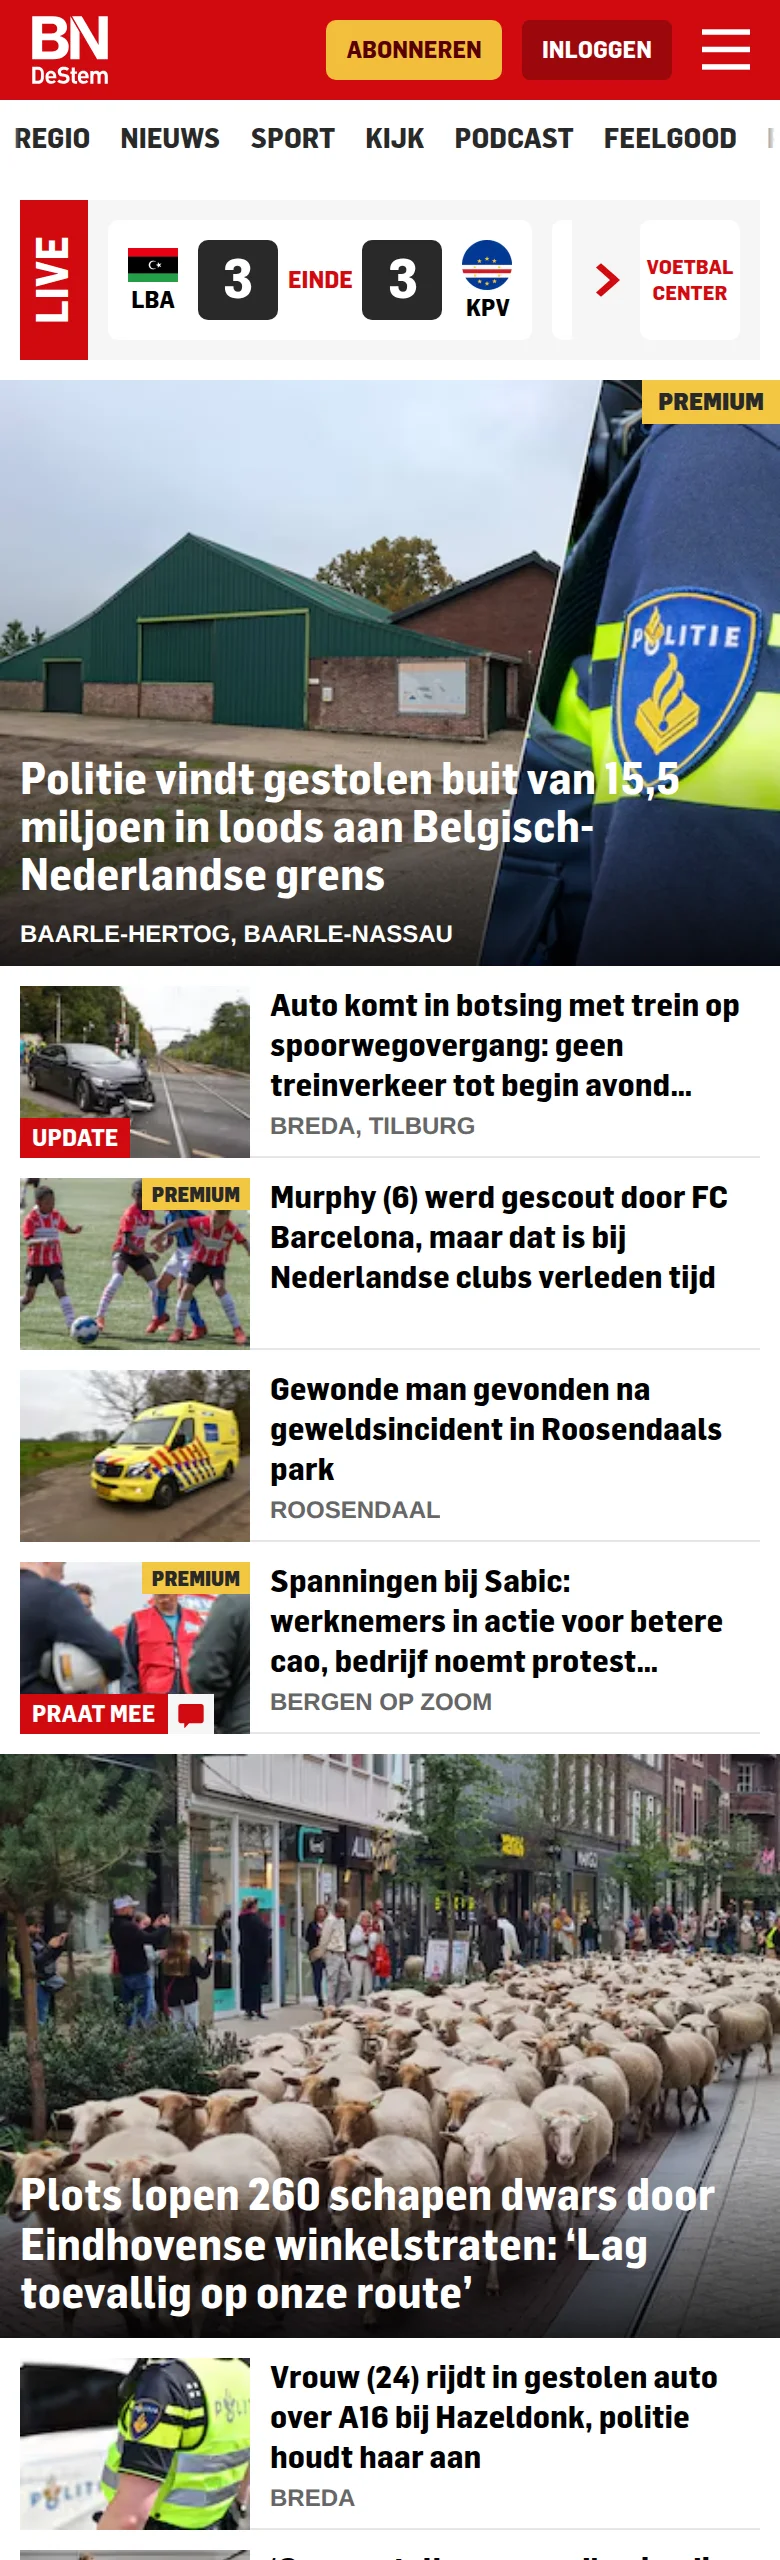 BN
DeStem
ABONNEREN
INLOGGEN
REGIO NIEUWS SPORT KIJK PODCAST FEELGOOD
LIVE
LBA
3
EINDE
3
KPV
VOETBAL
CENTER
PREMIUM
POLITIE
Politie vindt gestolen buit van 15,5
miljoen in loods aan Belgisch-
Nederlandse grens
BAARLE-HERTOG, BAARLE-NASSAU
UPDATE
Auto komt in botsing met trein op
spoorwegovergang: geen
treinverkeer tot begin avond...
BREDA, TILBURG
PREMIUM
Murphy (6) werd gescout door FC
Barcelona, maar dat is bij
Nederlandse clubs verleden tijd
Gewonde man gevonden na
geweldsincident in Roosendaals
park
ROOSENDAAL
PREMIUM
PRAAT MEE
Spanningen bij Sabic:
werknemers in actie voor betere
cao, bedrijf noemt protest...
BERGEN OP ZOOM
Plots lopen 260 schapen dwars door
Eindhovense winkelstraten: ‘Lag
toevallig op onze route’
Vrouw (24) rijdt in gestolen auto
over A16 bij Hazeldonk, politie
houdt haar aan
BREDA